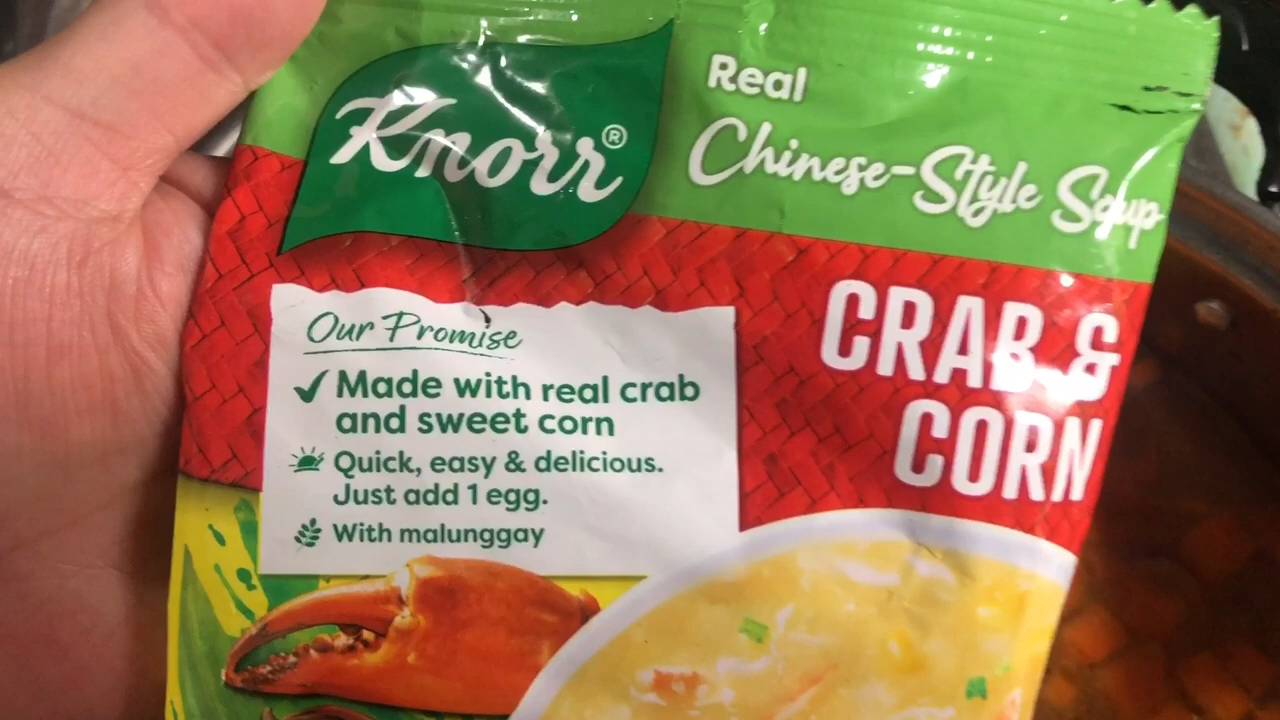 Knorr®
Real
Chinese-Style Soup
CRAB &
CORN
Our Promise
Made with real crab
and sweet corn
Quick, easy & delicious.
Just add 1 egg.
With malunggay